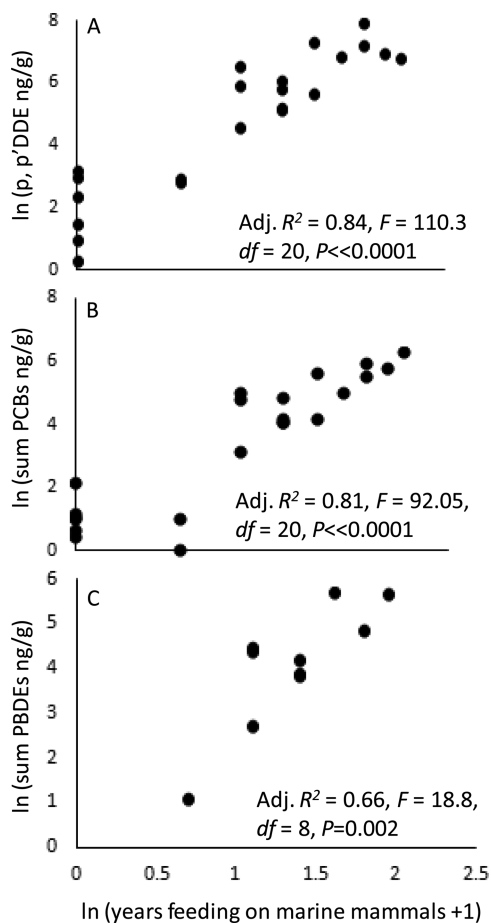 8
A
6
4
2
0
ln (p, p'DDE ng/g)
Adj. R² = 0.84, F = 110.3
df = 20, P<<0.0001
8
B
6
4
2
0
ln (sum PCBs ng/g)
Adj. R² = 0.81, F = 92.05,
df = 20, P<<0.0001
6
C
5
4
3
2
1
0
ln (sum PBDEs ng/g)
Adj. R² = 0.66, F = 18.8,
df = 8, P=0.002
0 0.5 1 1.5 2 2.5
ln (years feeding on marine mammals +1)